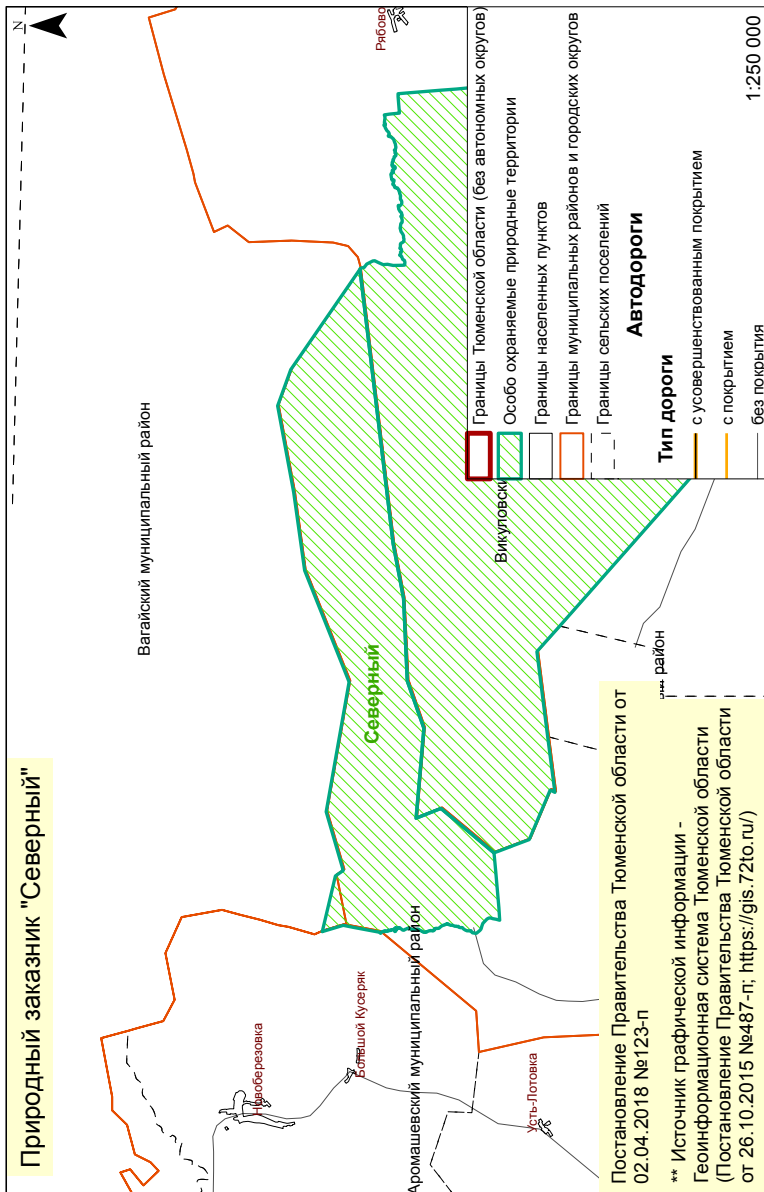 Природный заказник "Северный"
N
Рябово
Вагайский муниципальный район
Северный
Новоберезовка
Большой Кусеряк
Аромашевский муниципальный район
Усть-Лотовка
Викуловски
ый район
Постановление Правительства Тюменской области от
02.04.2018 №123-п
** Источник графической информации -
Геоинформационная система Тюменской области
(Постановление Правительства Тюменской области
от 26.10.2015 №487-п; https://gis.72to.ru/)
Границы Тюменской области (без автономных округов)
Особо охраняемые природные территории
Границы населенных пунктов
Границы муниципальных районов и городских округов
Границы сельских поселений
Автодороги
Тип дороги
с усовершенствованным покрытием
с покрытием
без покрытия
1:250 000